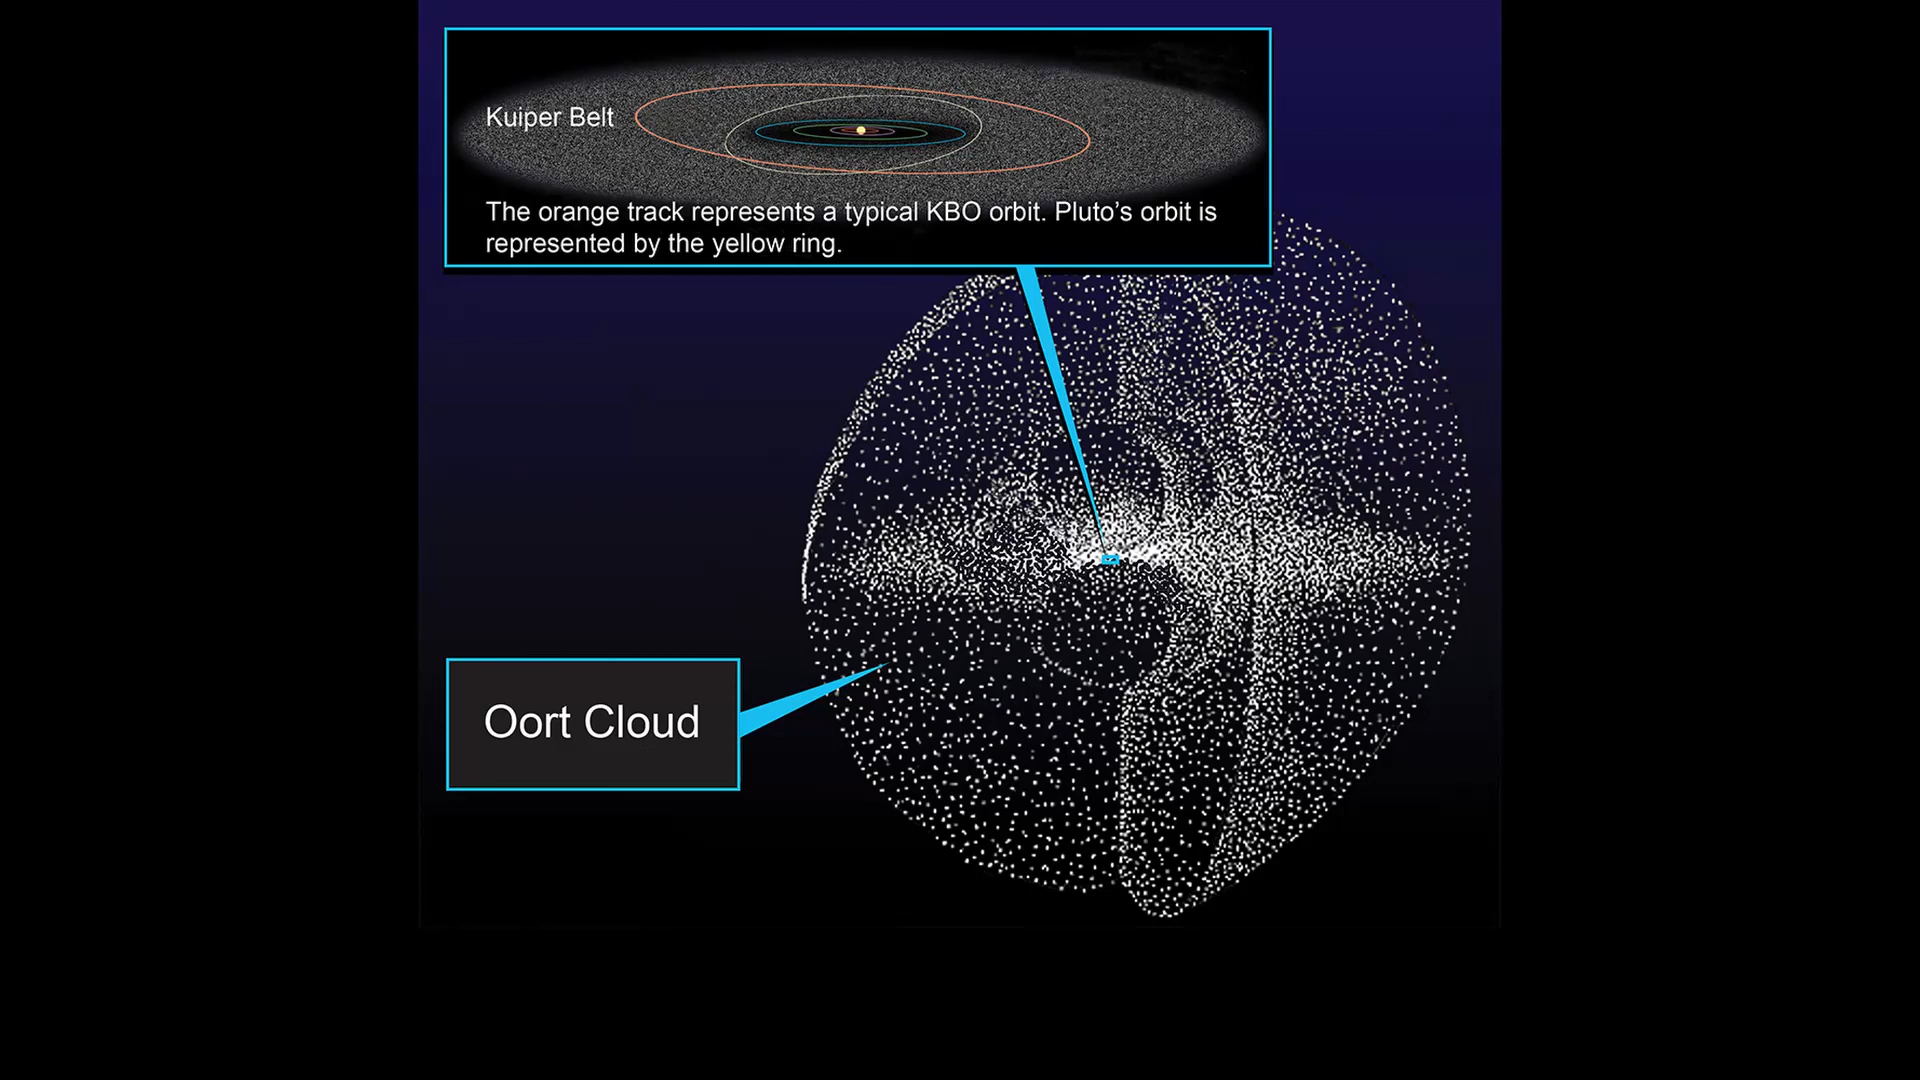 Kuiper Belt
The orange track represents a typical KBO orbit. Pluto’s orbit is
represented by the yellow ring.
Oort Cloud